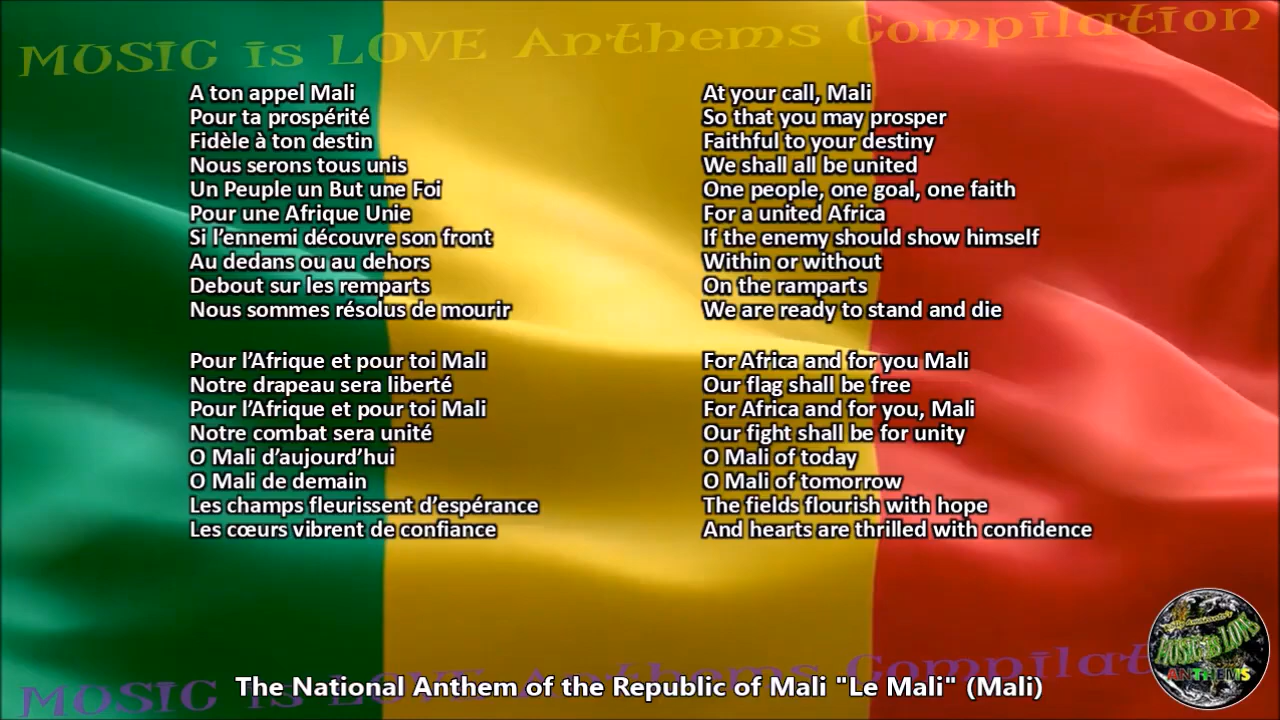 MUSIC is LOVE Anthems Compilation
A ton appel Mali
Pour ta prospérité
Fidèle à ton destin
Nous serons tous unis
Un Peuple un But une Foi
Pour une Afrique Unie
Si l’ennemi découvre son front
Au dedans ou au dehors
Debout sur les remparts
Nous sommes résolus de mourir
Pour l’Afrique et pour toi Mali
Notre drapeau sera liberté
Pour l’Afrique et pour toi Mali
Notre combat sera unité
O Mali d’aujourd’hui
O Mali de demain
Les champs fleurissent d’espérance
Les cœurs vibrent de confiance
At your call, Mali
So that you may prosper
Faithful to your destiny
We shall all be united
One people, one goal, one faith
For a united Africa
If the enemy should show himself
Within or without
On the ramparts
We are ready to stand and die
For Africa and for you Mali
Our flag shall be free
For Africa and for you, Mali
Our fight shall be for unity
O Mali of today
O Mali of tomorrow
The fields flourish with hope
And hearts are thrilled with confidence
MUSIC is LOVE Anthems Compilat
The National Anthem of the Republic of Mali "Le Mali" (Mali)
MUSIC is LOVE
ANTHEMS